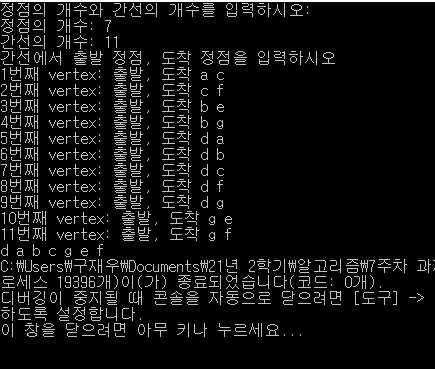 정점의 개수와 간선의 개수를 입력하시오:
정점의 개수: 7
간선의 개수: 11
간선에서 출발 정점, 도착 정점을 입력하시오
1번째 vertex: 출발, 도착 a c
2번째 vertex: 출발, 도착 c f
3번째 vertex: 출발, 도착 b e
4번째 vertex: 출발, 도착 b g
5번째 vertex: 출발, 도착 d a
6번째 vertex: 출발, 도착 d b
7번째 vertex: 출발, 도착 d c
8번째 vertex: 출발, 도착 d f
9번째 vertex: 출발, 도착 d g
10번째 vertex: 출발, 도착 g e
11번째 vertex: 출발, 도착 g f
d a b c g e f
C:₩Users₩구재우₩Documents₩21년 2학기₩알고리즘₩7주차 과
로세스 19396개)이(가) 종료되었습니다(코드: 0개).
디버깅이 중지될 때 콘솔을 자동으로 닫으려면 [도구] ->
하도록 설정합니다.
이 창을 닫으려면 아무 키나 누르세요...